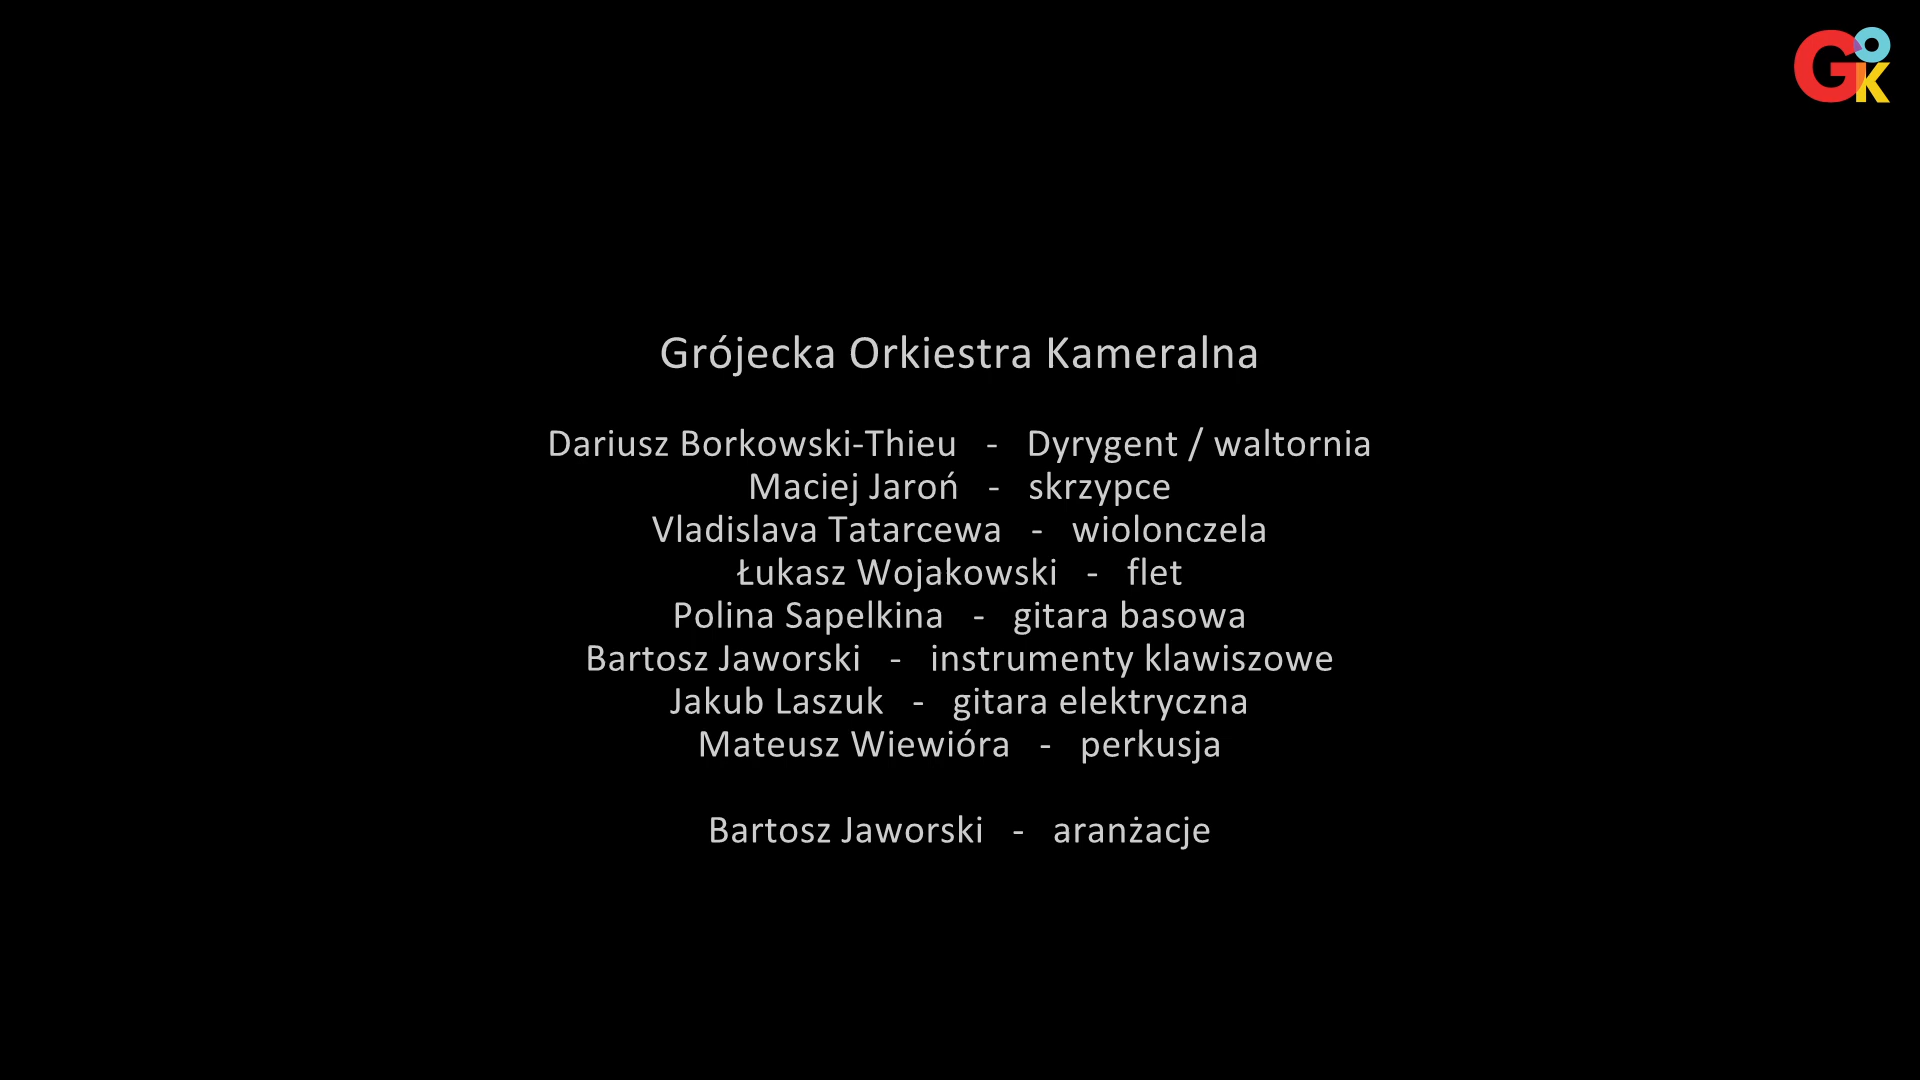 GOK
Grójecka Orkiestra Kameralna
Dariusz Borkowski-Thieu - Dyrygent / waltornia
Maciej Jaroń - skrzypce
Vladislava Tatarcewa - wiolonczela
Łukasz Wojakowski - flet
Polina Sapelkina - gitara basowa
Bartosz Jaworski - instrumenty klawiszowe
Jakub Laszuk - gitara elektryczna
Mateusz Wiewióra - perkusja
Bartosz Jaworski - aranżacje